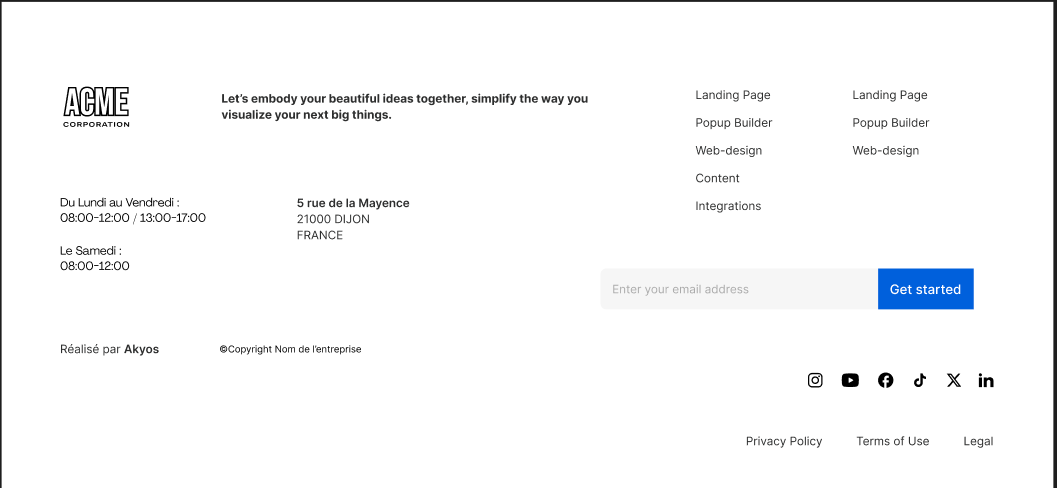 ACME
CORPORATION
Let's embody your beautiful ideas together, simplify the way you
visualize your next big things.
Landing Page
Popup Builder
Web-design
Content
Integrations
Landing Page
Popup Builder
Web-design
Du Lundi au Vendredi :
08:00-12:00 / 13:00-17:00
Le Samedi :
08:00-12:00
5 rue de la Mayence
21000 DIJON
FRANCE
Enter your email address
Get started
Réalisé par Akyos
©Copyright Nom de l'entreprise
Privacy Policy
Terms of Use
Legal